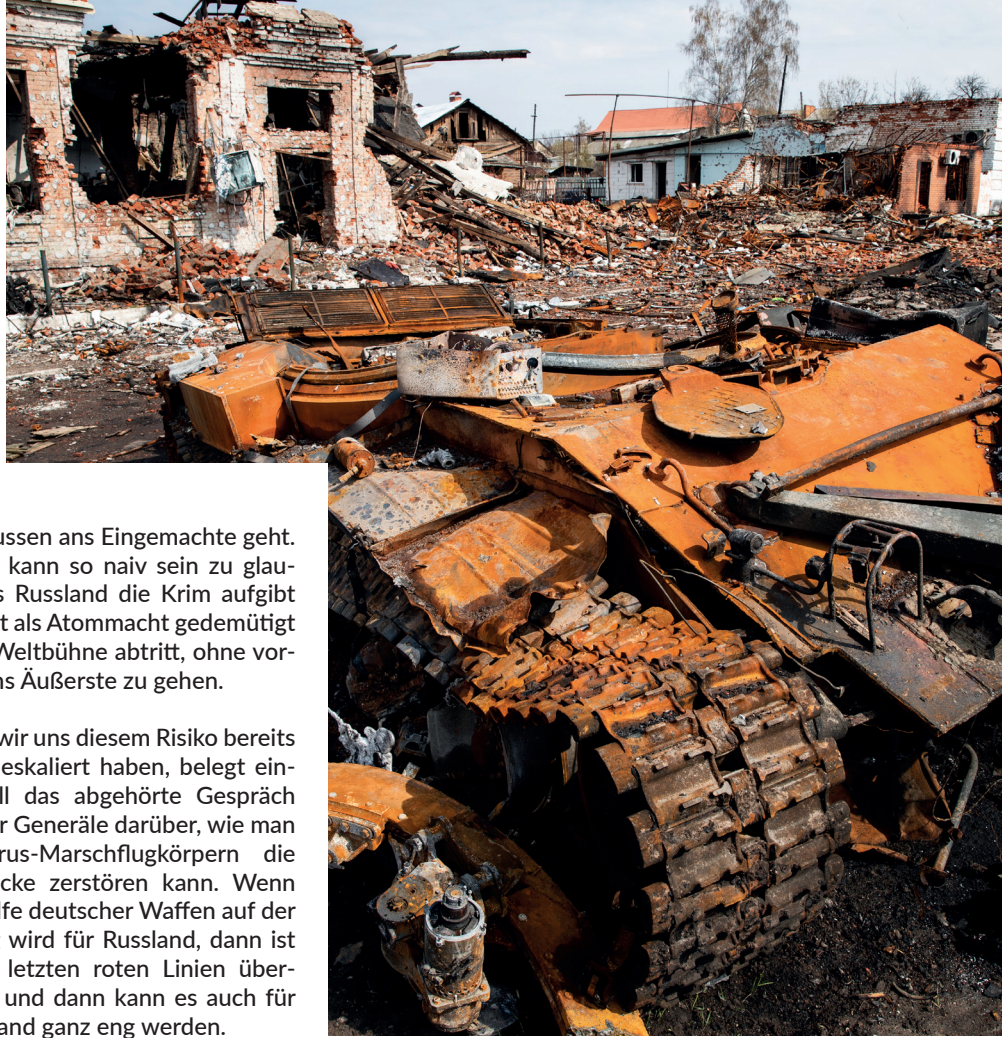 ussen ans Eingemachte geht.
kann so naiv sein zu glau-
s Russland die Krim aufgibt
t als Atommacht gedemütigt
Weltbühne abtritt, ohne vor-
ns Äußerste zu gehen.
wir uns diesem Risiko bereits
eskaliert haben, belegt ein-
ll das abgehörte Gespräch
r Generäle darüber, wie man
rus-Marschflugkörpern die
cke zerstören kann. Wenn
lfe deutscher Waffen auf der
g wird für Russland, dann ist
letzten roten Linien über-
und dann kann es auch für
and ganz eng werden.